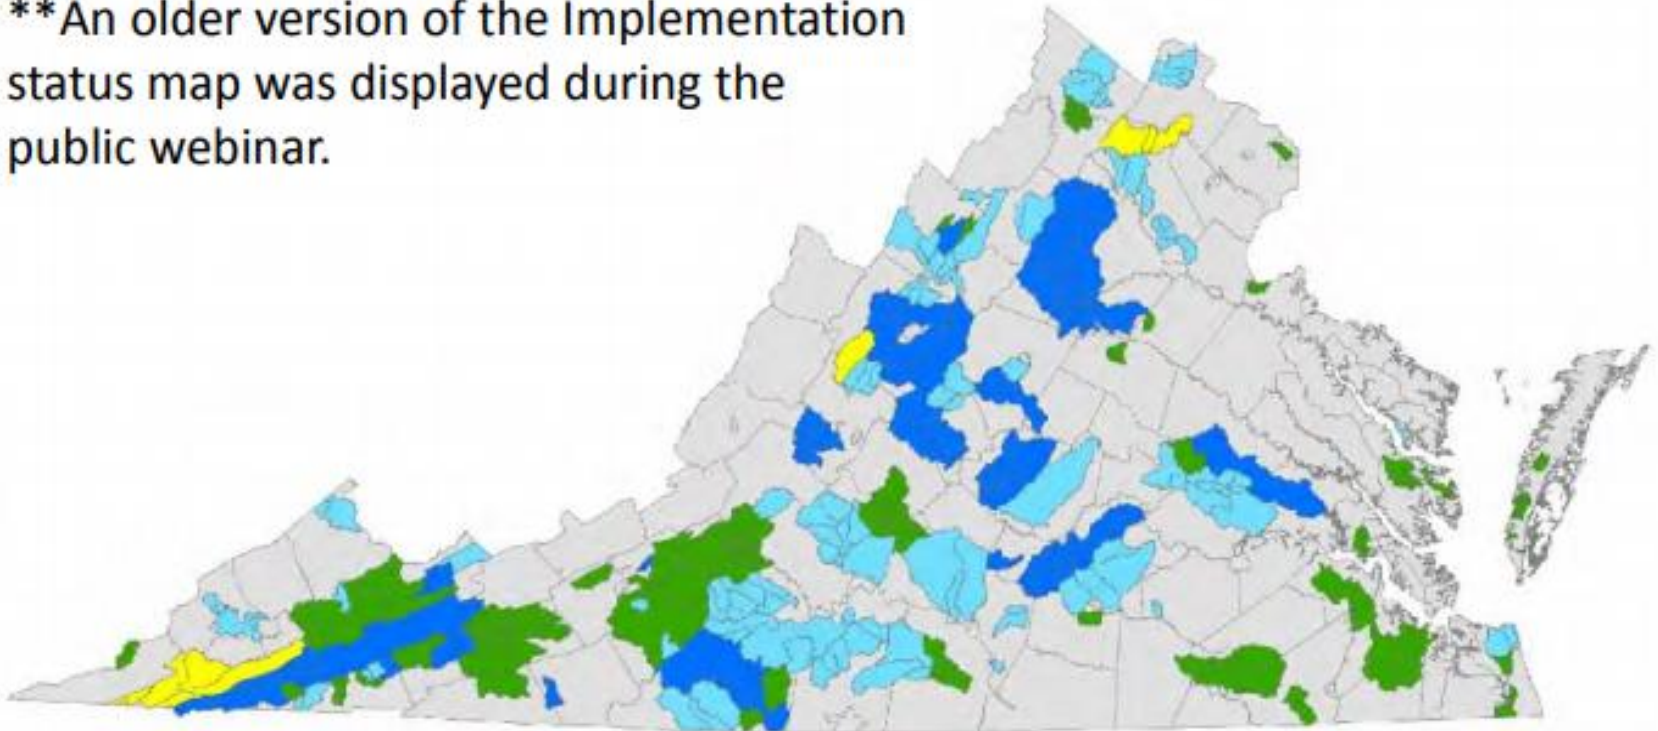 **An older version of the Implementation
status map was displayed during the
public webinar.